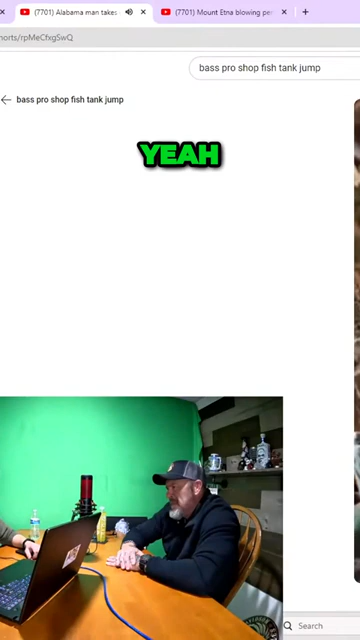 (7701) Alabama man takes
(7701) Mount Etna blowing per
horts/rpMeCfxgSwQ
bass pro shop fish tank jump
bass pro shop fish tank jump
YEAH
Search